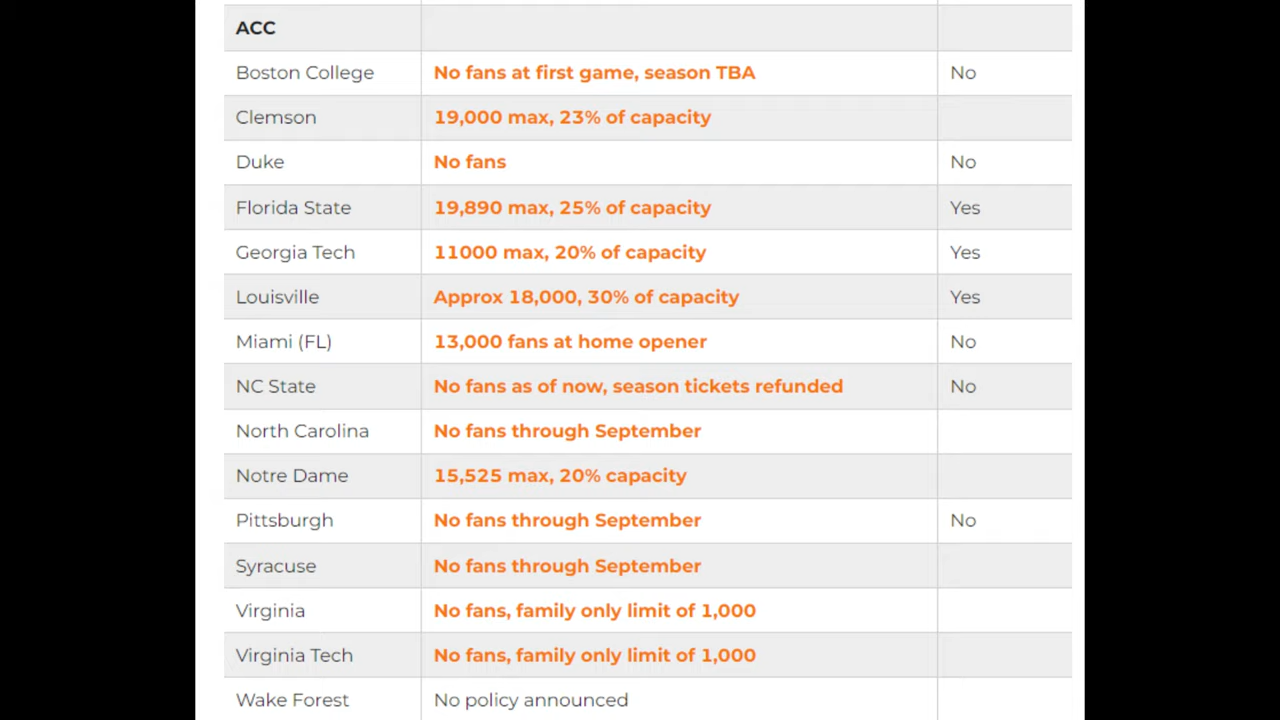 ACC
Boston College No fans at first game, season TBA No
Clemson 19,000 max, 23% of capacity
Duke No fans No
Florida State 19,890 max, 25% of capacity Yes
Georgia Tech 11000 max, 20% of capacity Yes
Louisville Approx 18,000, 30% of capacity Yes
Miami (FL) 13,000 fans at home opener No
NC State No fans as of now, season tickets refunded No
North Carolina No fans through September
Notre Dame 15,525 max, 20% capacity
Pittsburgh No fans through September No
Syracuse No fans through September
Virginia No fans, family only limit of 1,000
Virginia Tech No fans, family only limit of 1,000
Wake Forest No policy announced